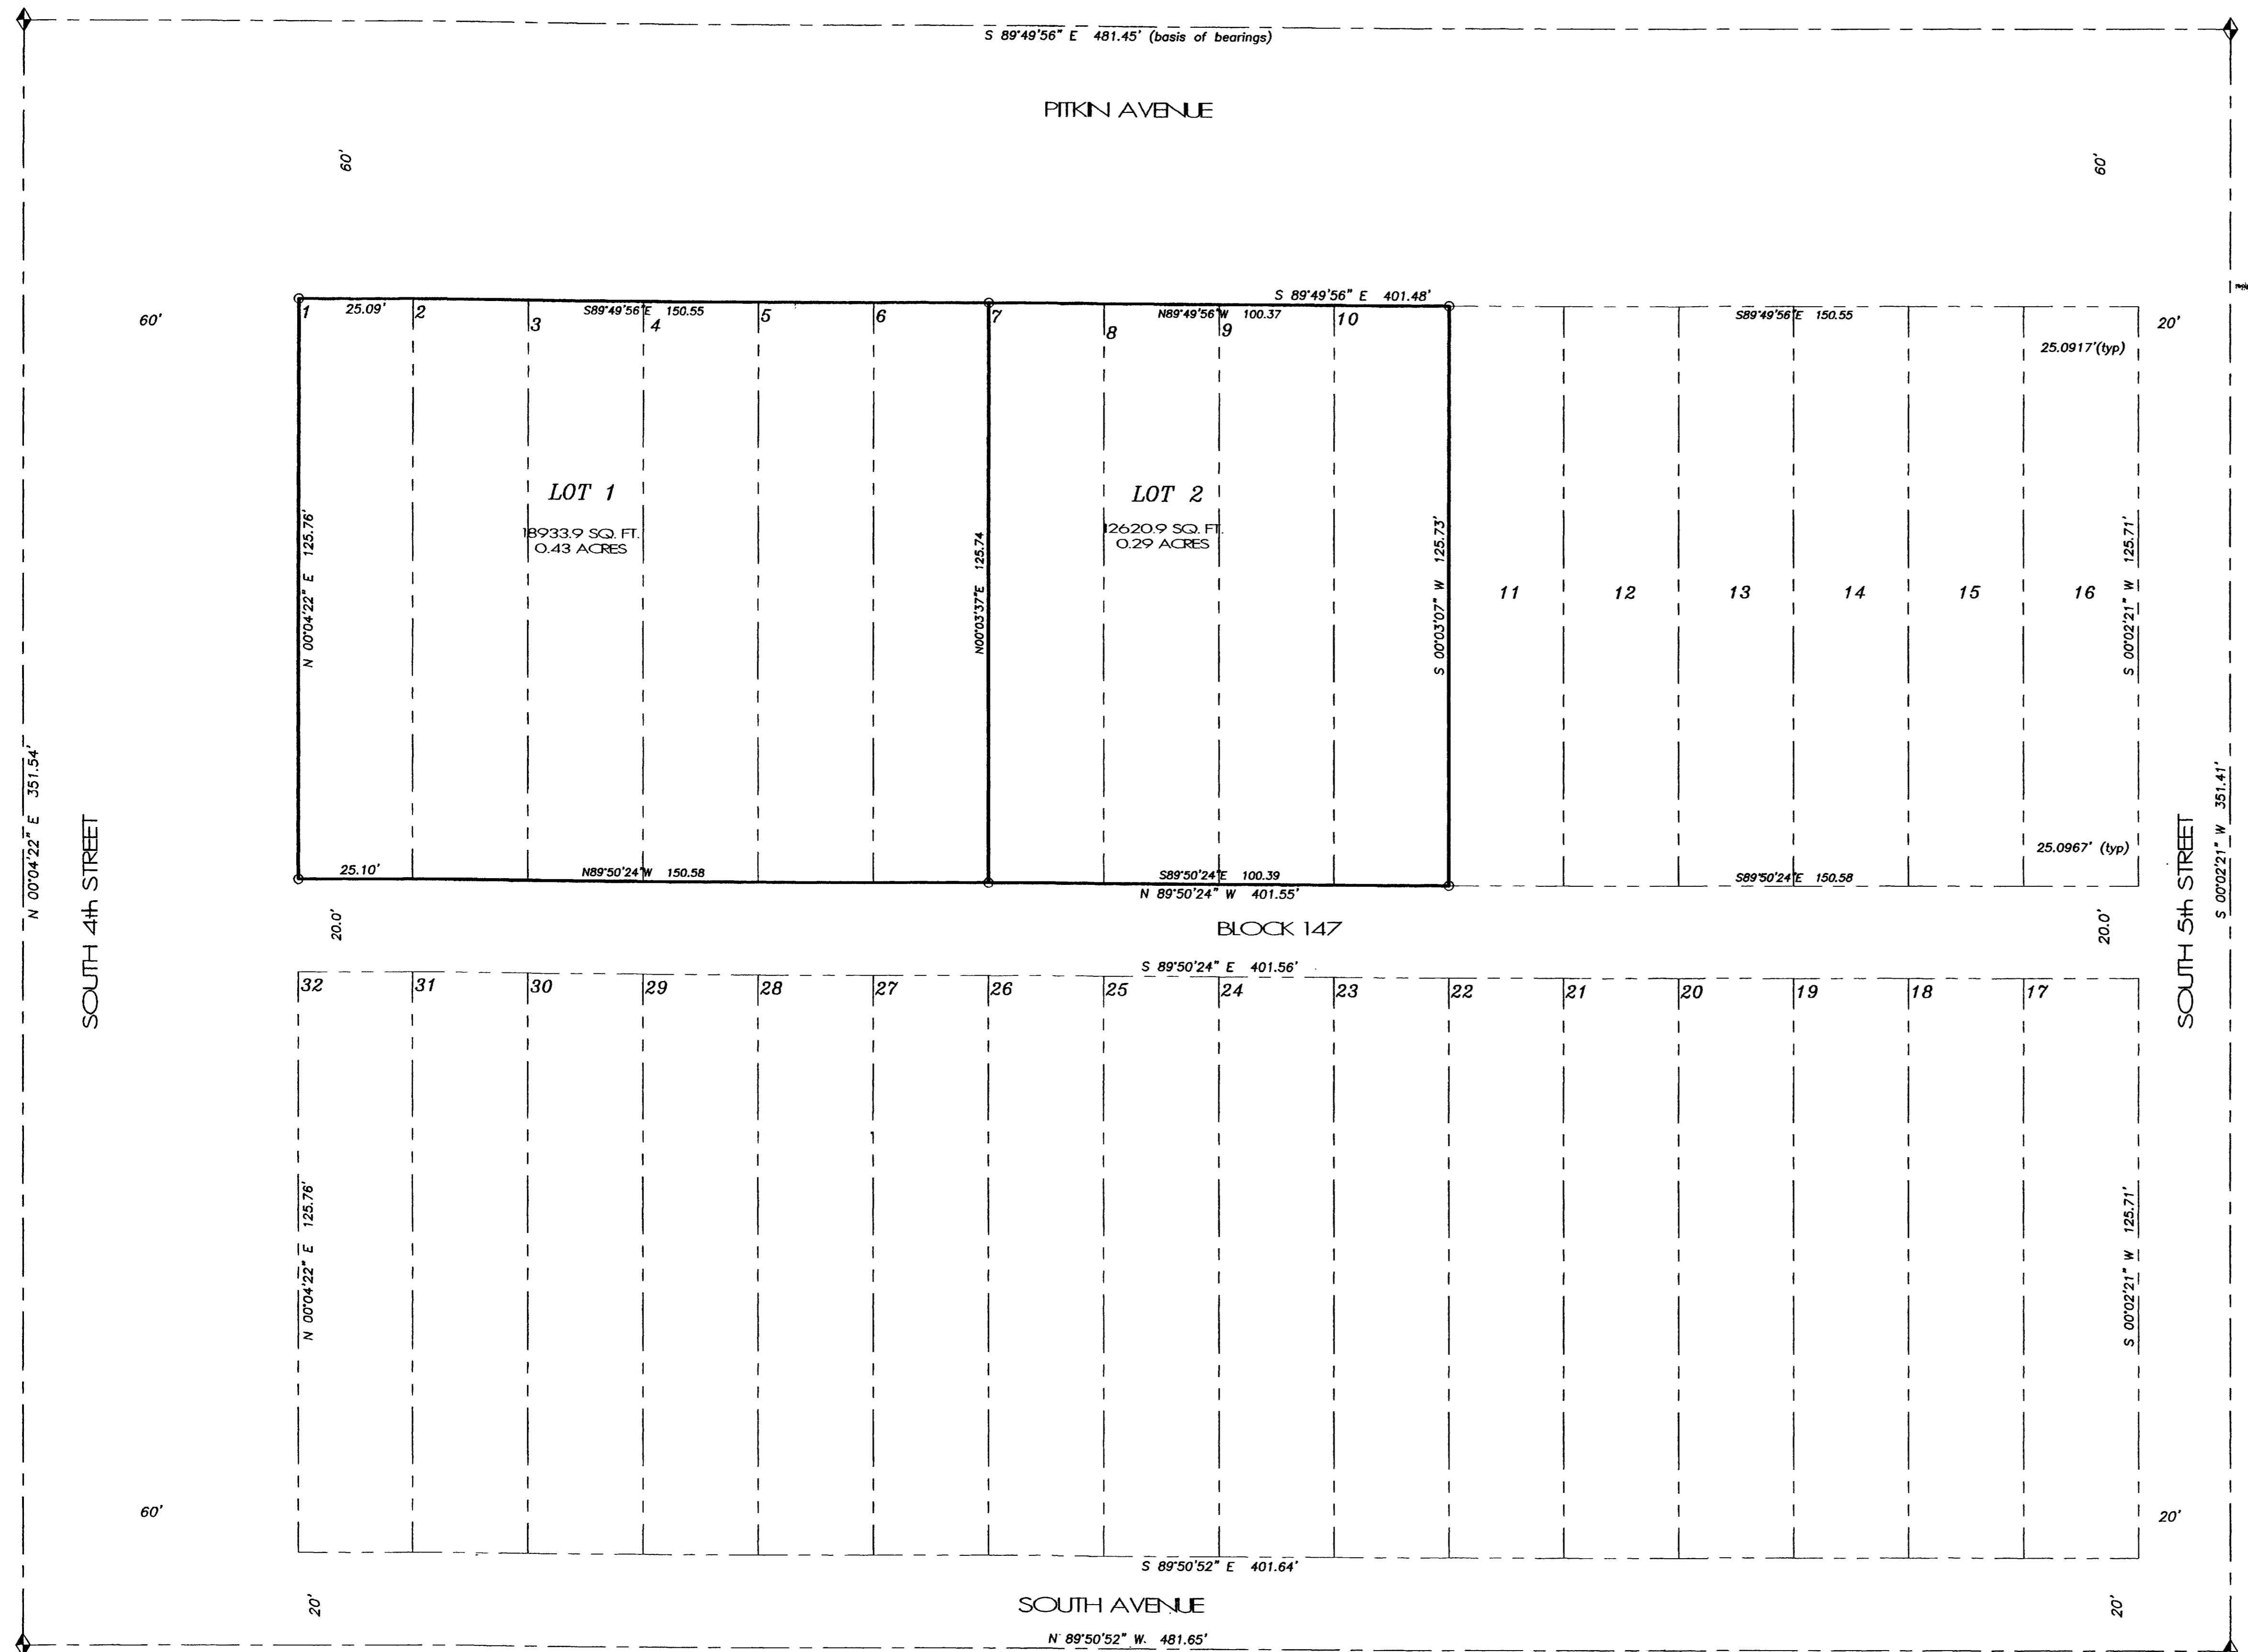 S 89°49'56" E 481.45' (basis of bearings)
PITKIN AVENUE
60'
60'
S 89°49'56" E 401.48'
60'
1
25.09'
2
3
S89°49'56"E 150.55
4
5
6
7
8
N89°49'56"W 100.37
9
10
S89°49'56"E 150.55
20'
25.0917'(typ)
LOT 1
18933.9 SQ. FT.
0.43 ACRES
LOT 2
12620.9 SQ. FT.
0.29 ACRES
N 00°04'22" E 125.76'
N00°03'37"E 125.74
S 00°03'07" W 125.73'
11
12
13
14
15
16
S 00°02'21" W 125.71'
N 00°04'22" E 351.54'
SOUTH 4th STREET
SOUTH 5th STREET
S 00°02'21" W 351.41'
25.0967' (typ)
25.10'
N89°50'24"W 150.58
S89°50'24"E 100.39
S89°50'24"E 150.58
N 89°50'24" W 401.55'
20.0'
BLOCK 147
20.0'
S 89°50'24" E 401.56'
32
31
30
29
28
27
26
25
24
23
22
21
20
19
18
17
N 00°04'22" E 125.76'
S 00°02'21" W 125.71'
60'
20'
S 89°50'52" E 401.64'
20'
SOUTH AVENUE
20'
N 89°50'52" W. 481.65'